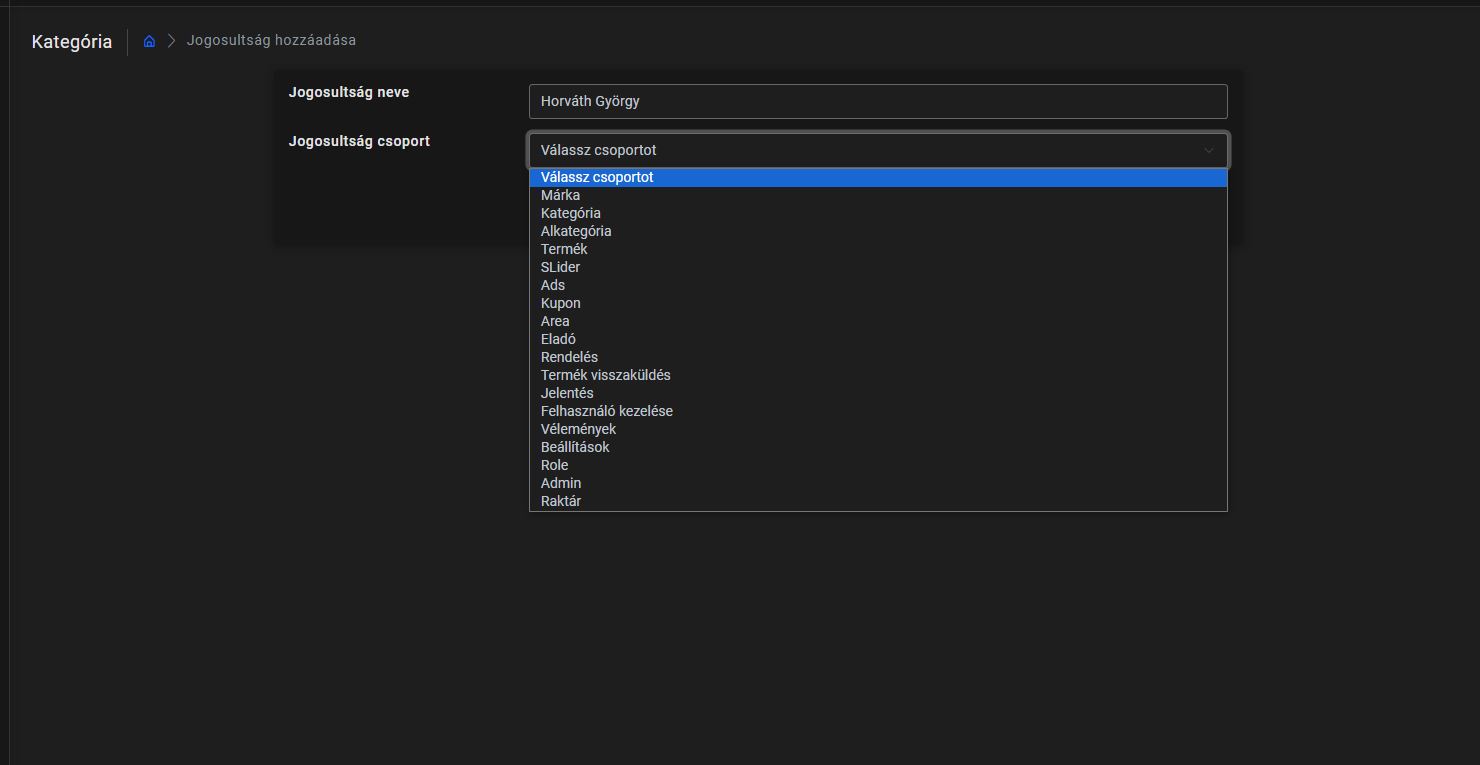 Kategória
Jogosultság hozzáadása
Jogosultság neve
Horváth György
Jogosultság csoport
Válassz csoportot
Válassz csoportot
Márka
Kategória
Alkategória
Termék
SLider
Ads
Kupon
Area
Eladó
Rendelés
Termék visszaküldés
Jelentés
Felhasználó kezelése
Vélemények
Beállítások
Role
Admin
Raktár